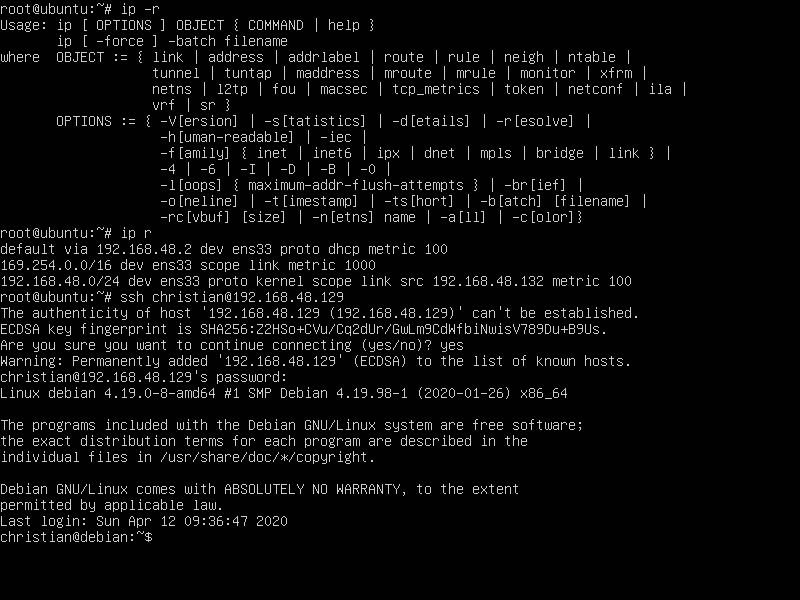 root@ubuntu:~# ip -r
Usage: ip [ OPTIONS ] OBJECT { COMMAND | help }
       ip [ -force ] -batch filename
where  OBJECT := { link | address | addrlabel | route | rule | neigh | ntable |
                   tunnel | tuntap | maddress | mroute | mrule | monitor | xfrm |
                   netns | l2tp | fou | macsec | tcp_metrics | token | netconf | ila |
                   vrf | sr }
       OPTIONS := { -V[ersion] | -s[tatistics] | -d[etails] | -r[esolve] |
                    -h[uman-readable] | -iec |
                    -f[amily] { inet | inet6 | ipx | dnet | mpls | bridge | link } |
                    -4 | -6 | -I | -D | -B | -0 |
                    -l[oops] { maximum-addr-flush-attempts } | -br[ief] |
                    -o[neline] | -t[imestamp] | -ts[hort] | -b[atch] [filename] |
                    -rc[vbuf] [size] | -n[etns] name | -a[ll] | -c[olor]}
root@ubuntu:~# ip r
default via 192.168.48.2 dev ens33 proto dhcp metric 100
169.254.0.0/16 dev ens33 scope link metric 1000
192.168.48.0/24 dev ens33 proto kernel scope link src 192.168.48.132 metric 100
root@ubuntu:~# ssh christian@192.168.48.129
The authenticity of host '192.168.48.129 (192.168.48.129)' can't be established.
ECDSA key fingerprint is SHA256:Z2HSo+CVu/Cq2dUr/GwLm9CdWfbiNwisV789Du+B9Us.
Are you sure you want to continue connecting (yes/no)? yes
Warning: Permanently added '192.168.48.129' (ECDSA) to the list of known hosts.
christian@192.168.48.129's password:
Linux debian 4.19.0-8-amd64 #1 SMP Debian 4.19.98-1 (2020-01-26) x86_64

The programs included with the Debian GNU/Linux system are free software;
the exact distribution terms for each program are described in the
individual files in /usr/share/doc/*/copyright.

Debian GNU/Linux comes with ABSOLUTELY NO WARRANTY, to the extent
permitted by applicable law.
Last login: Sun Apr 12 09:36:47 2020
christian@debian:~$